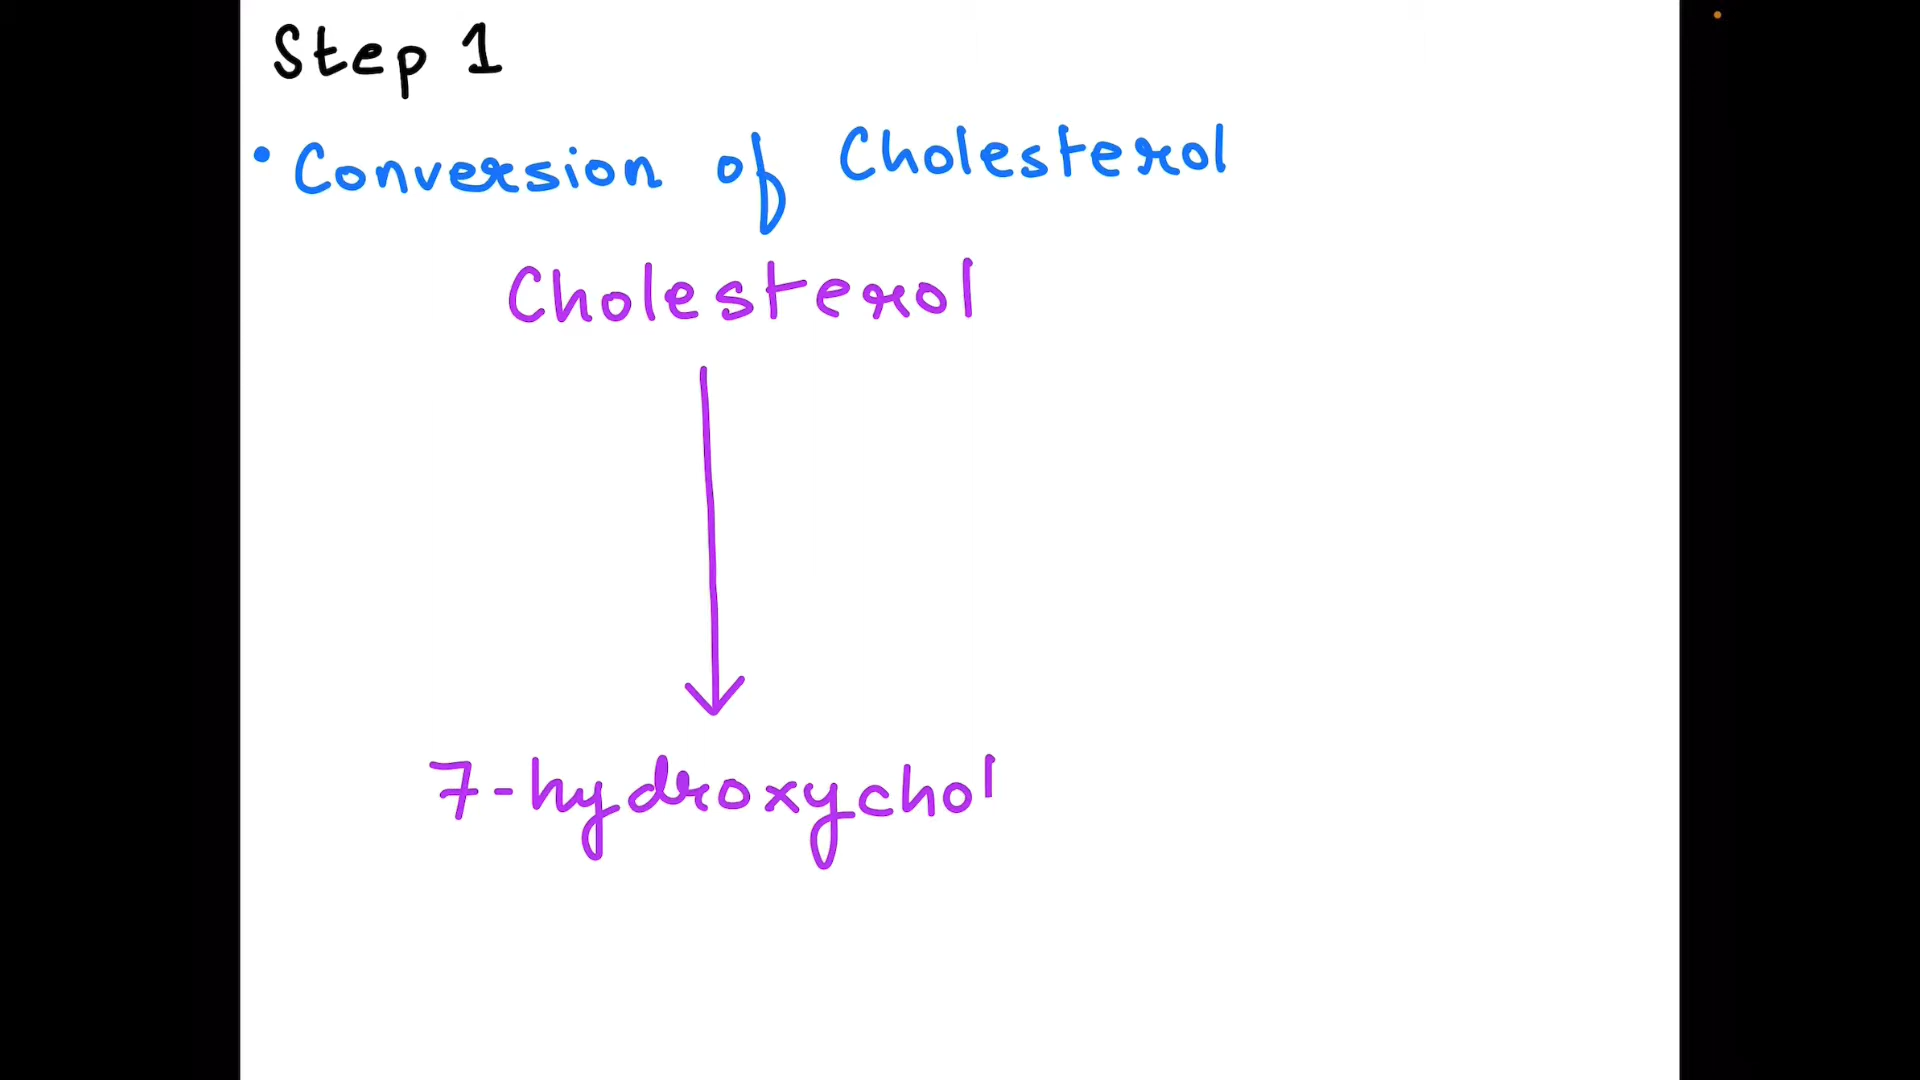 Step 1
• Conversion of Cholesterol
Cholesterol
7-hydroxychol